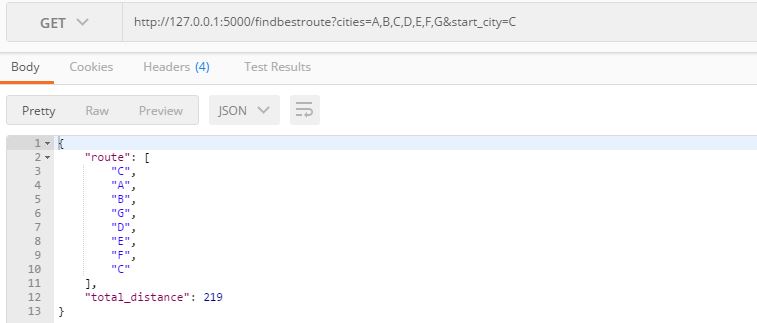 GET http://127.0.0.1:5000/findbestroute?cities=A,B,C,D,E,F,G&start_city=C
Body Cookies Headers (4) Test Results
Pretty Raw Preview JSON
1 {
2 "route": [
3 "C",
4 "A",
5 "B",
6 "G",
7 "D",
8 "E",
9 "F",
10 "C"
11 ],
12 "total_distance": 219
13 }